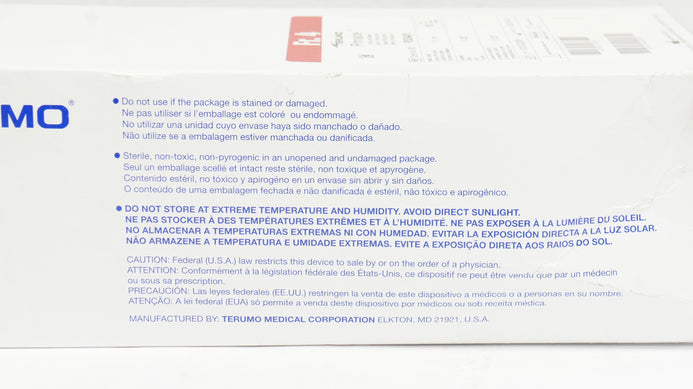 TERUMO
MO®
● Do not use if the package is stained or damaged.
Ne pas utiliser si l'emballage est coloré ou endommagé.
No utilizar una unidad cuyo envase haya sido manchado o dañado.
Não utilize se a embalagem estiver manchada ou danificada.
● Sterile, non-toxic, non-pyrogenic in an unopened and undamaged package.
Seul un emballage scellé et intact reste stérile, non toxique et apyrogène.
Contenido estéril, no tóxico y apirogéno en un envase sin abrir y sin daños.
O conteúdo de uma embalagem fechada e não danificada é estéril, não tóxico e apirogênico.
● DO NOT STORE AT EXTREME TEMPERATURE AND HUMIDITY. AVOID DIRECT SUNLIGHT.
NE PAS STOCKER À DES TEMPÉRATURES EXTRÊMES ET À L'HUMIDITÉ. NE PAS EXPOSER À LA LUMIÈRE DU SOLEIL.
NO ALMACENAR A TEMPERATURAS EXTREMAS NI CON HUMEDAD. EVITAR LA EXPOSICIÓN DIRECTA A LA LUZ SOLAR.
NÃO ARMAZENE A TEMPERATURA E UMIDADE EXTREMAS. EVITE A EXPOSIÇÃO DIRETA AOS RAIOS DO SOL.
CAUTION: Federal (U.S.A.) law restricts this device to sale by or on the order of a physician.
ATTENTION: Conformément à la législation fédérale des États-Unis, ce dispositif ne peut être vendu que par un médecin
ou sous sa prescription.
PRECAUCIÓN: Las leyes federales (EE.UU.) restringen la venta de este dispositivo a médicos o a personas en su nombre.
ATENÇÃO: A lei federal (EUA) só permite a venda deste dispositivo por médicos ou sob receita médica.
MANUFACTURED BY: TERUMO MEDICAL CORPORATION ELKTON, MD 21921, U.S.A.